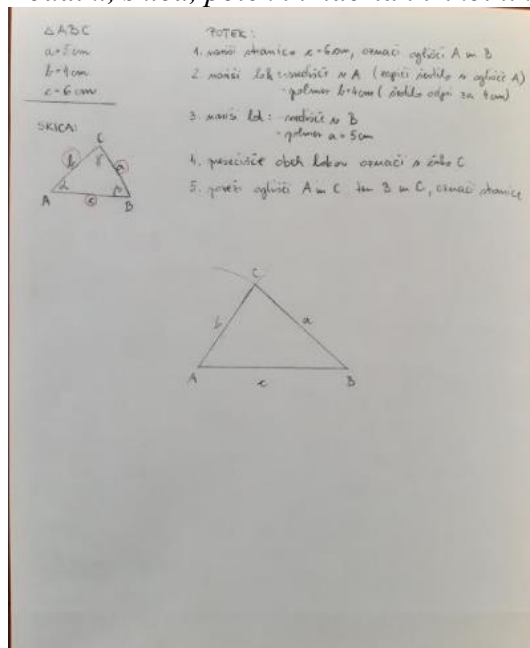 △ABC
a=5cm
b=4cm
c=6cm
SKICA:
C
b
γ
a
α
β
A
c
B
POTEK:
1. nariši stranico c=6cm, označi oglišči A in B
2. nariši lok: - središče v A (zapiči šestilo v oglišče A)
- polmer b=4cm (šestilo odpri za 4cm)
3. nariši lok: - središče v B
- polmer a=5cm
4. presečišče obeh lokov označi s črko C
5. poveži oglišči A in C ter B in C, označi stranice
C
b
a
A
c
B